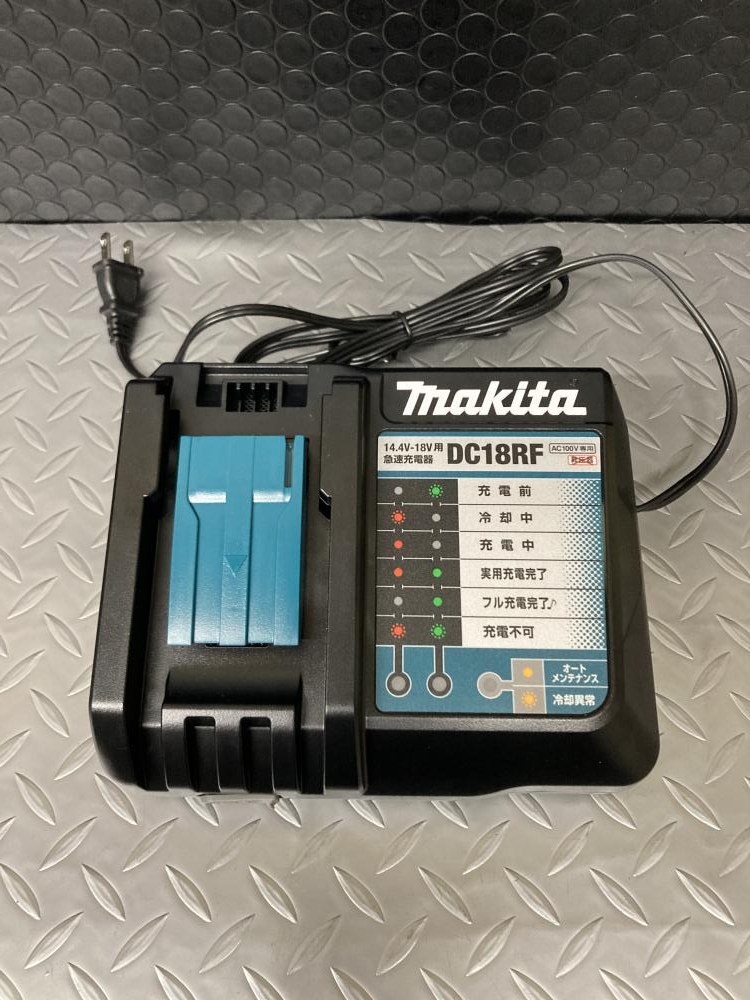 makita
14.4V-18V用
急速充電器
DC18RF
AC100V専用
充電前
冷却中
充電中
実用充電完了
フル充電完了♪
充電不可
オート
メンテナンス
冷却異常